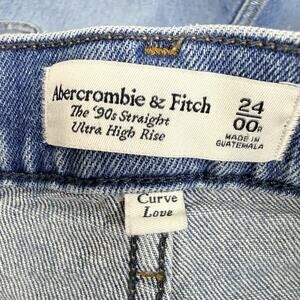 Abercrombie & Fitch
The '90s Straight
Ultra High Rise
24
00R
MADE IN
GUATEMALA
Curve
Love